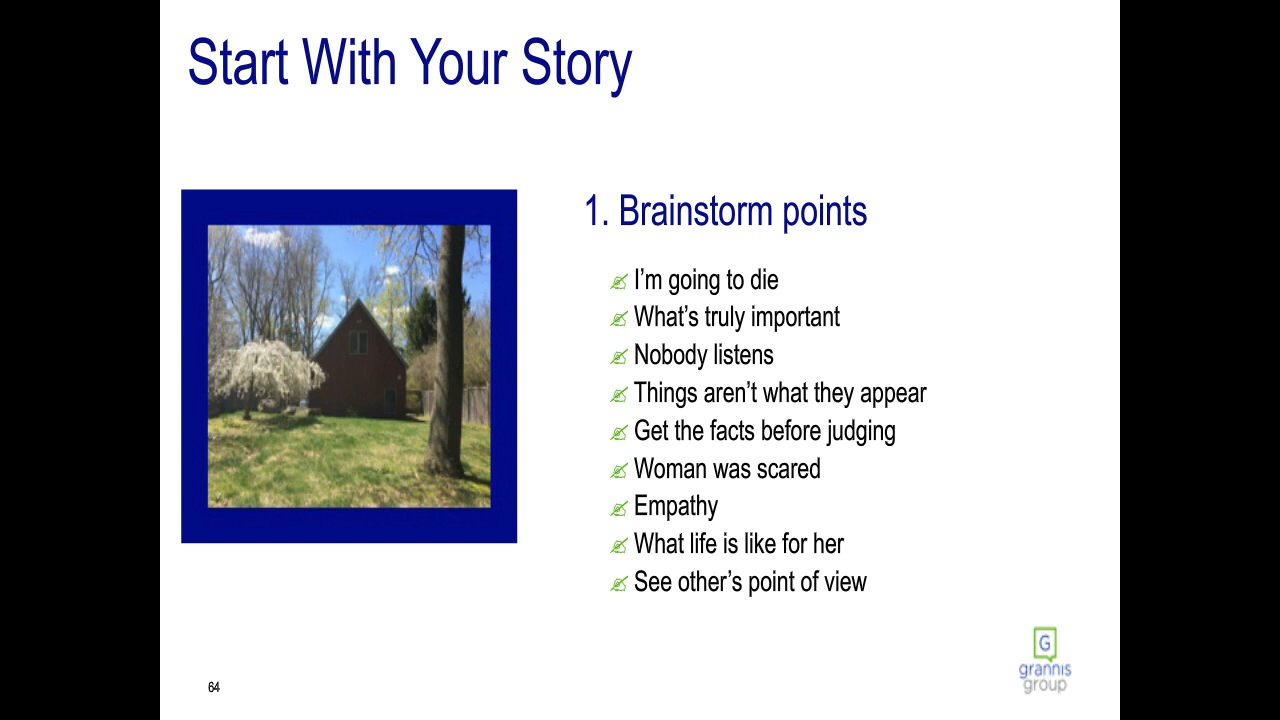 Start With Your Story
1. Brainstorm points
I'm going to die
What's truly important
Nobody listens
Things aren't what they appear
Get the facts before judging
Woman was scared
Empathy
What life is like for her
See other's point of view
64
G
grannis
group